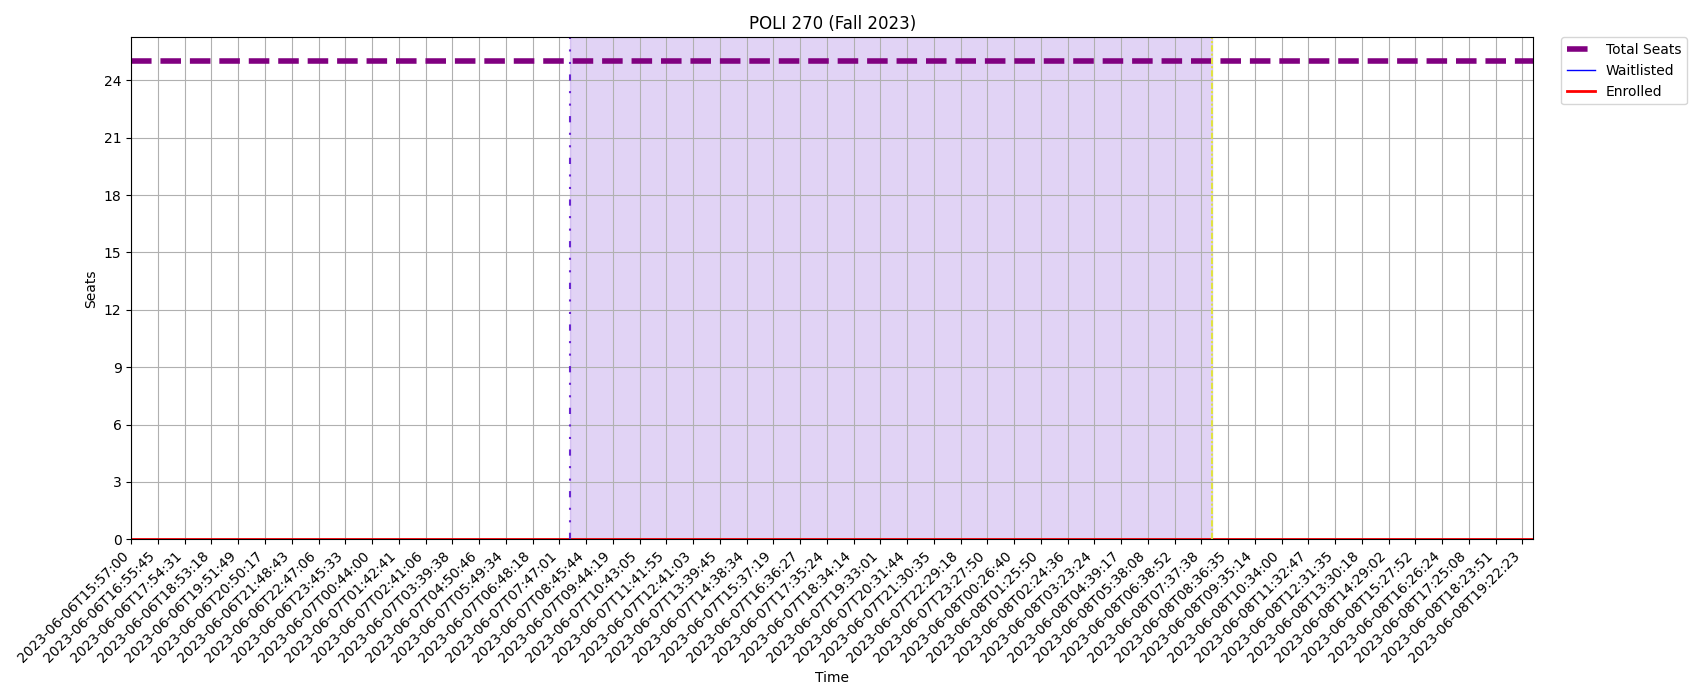 POLI 270 (Fall 2023)
Total Seats
Waitlisted
Enrolled
Seats
24
21
18
15
12
9
6
3
0
2023-06-06T15:57:00
2023-06-06T16:55:45
2023-06-06T17:54:31
2023-06-06T18:53:18
2023-06-06T19:51:49
2023-06-06T20:50:17
2023-06-06T21:48:43
2023-06-06T22:47:06
2023-06-06T23:45:33
2023-06-07T00:44:00
2023-06-07T01:42:41
2023-06-07T02:41:06
2023-06-07T03:39:38
2023-06-07T04:50:46
2023-06-07T05:49:34
2023-06-07T06:48:18
2023-06-07T07:47:01
2023-06-07T08:45:44
2023-06-07T09:44:19
2023-06-07T10:43:05
2023-06-07T11:41:55
2023-06-07T12:41:03
2023-06-07T13:39:45
2023-06-07T14:38:34
2023-06-07T15:37:19
2023-06-07T16:36:27
2023-06-07T17:35:24
2023-06-07T18:34:14
2023-06-07T19:33:01
2023-06-07T20:31:44
2023-06-07T21:30:35
2023-06-07T22:29:18
2023-06-07T23:27:50
2023-06-08T00:26:40
2023-06-08T01:25:50
2023-06-08T02:24:36
2023-06-08T03:23:24
2023-06-08T04:39:17
2023-06-08T05:38:08
2023-06-08T06:38:52
2023-06-08T07:37:38
2023-06-08T08:36:35
2023-06-08T09:35:14
2023-06-08T10:34:00
2023-06-08T11:32:47
2023-06-08T12:31:35
2023-06-08T13:30:18
2023-06-08T14:29:02
2023-06-08T15:27:52
2023-06-08T16:26:24
2023-06-08T17:25:08
2023-06-08T18:23:51
2023-06-08T19:22:23
Time